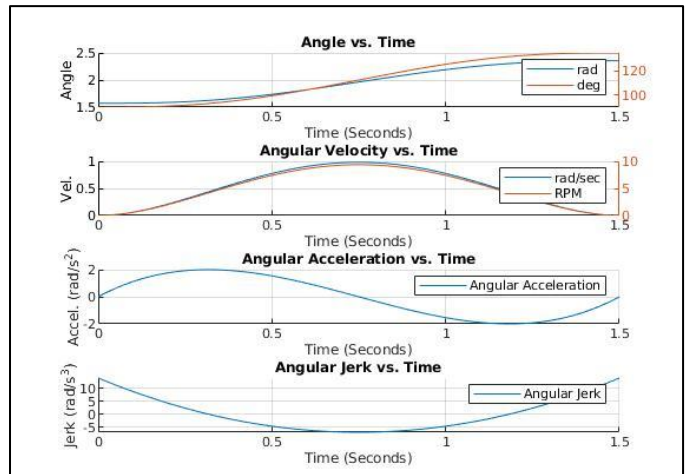 Angle vs. Time
2.5
2
1.5
Angle
120
100
rad
deg
0
0.5
1
1.5
Time (Seconds)
Angular Velocity vs. Time
1
0.5
0
Vel.
10
5
0
rad/sec
RPM
0
0.5
1
1.5
Time (Seconds)
Angular Acceleration vs. Time
2
0
-2
Accel. (rad/s²)
Angular Acceleration
0
0.5
1
1.5
Time (Seconds)
Angular Jerk vs. Time
10
5
0
-5
Jerk (rad/s³)
Angular Jerk
0
0.5
1
1.5
Time (Seconds)